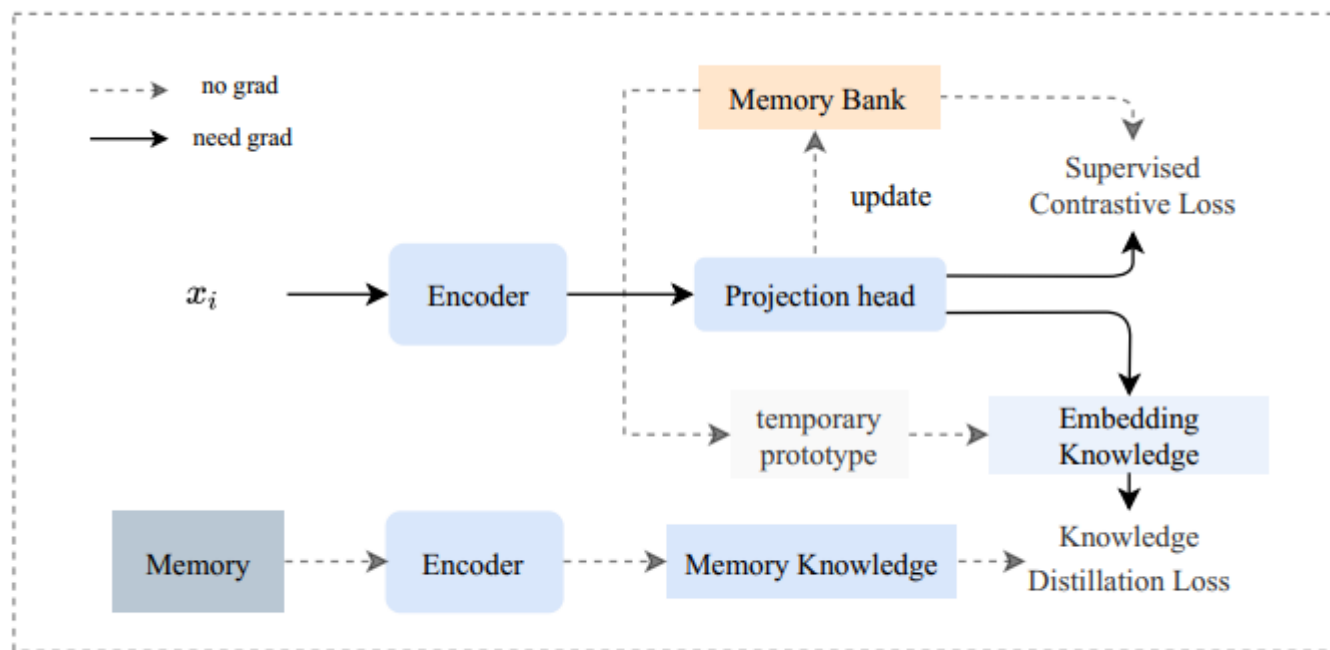 no grad
need grad
Memory Bank
update
Supervised
Contrastive Loss
x_i
Encoder
Projection head
temporary
prototype
Embedding
Knowledge
Memory
Encoder
Memory Knowledge
Knowledge
Distillation Loss